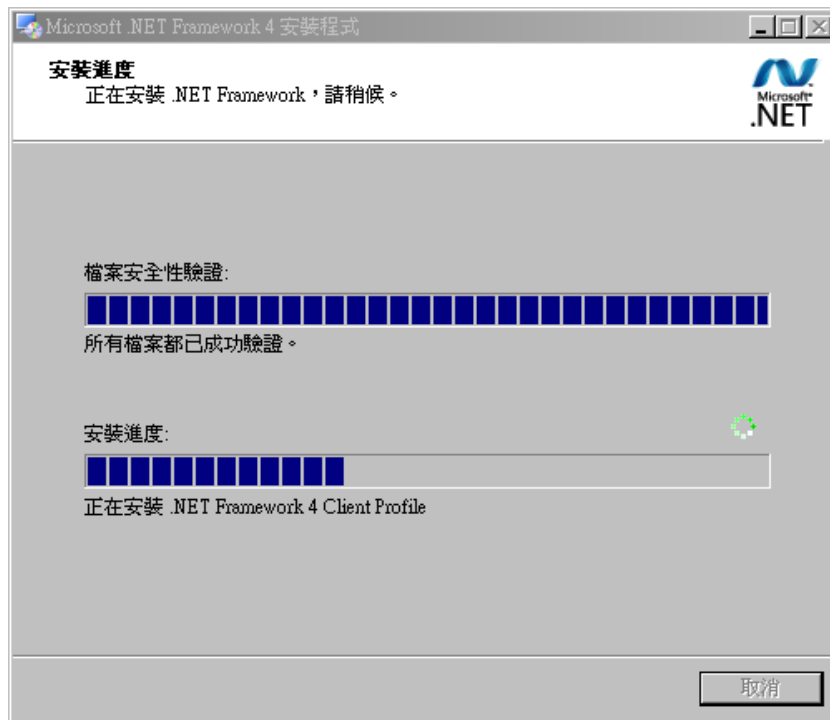 Microsoft .NET Framework 4 安裝程式
安裝進度
正在安裝 .NET Framework，請稍候。
Microsoft
.NET
檔案安全性驗證:
所有檔案都已成功驗證。
安裝進度:
正在安裝 .NET Framework 4 Client Profile
取消